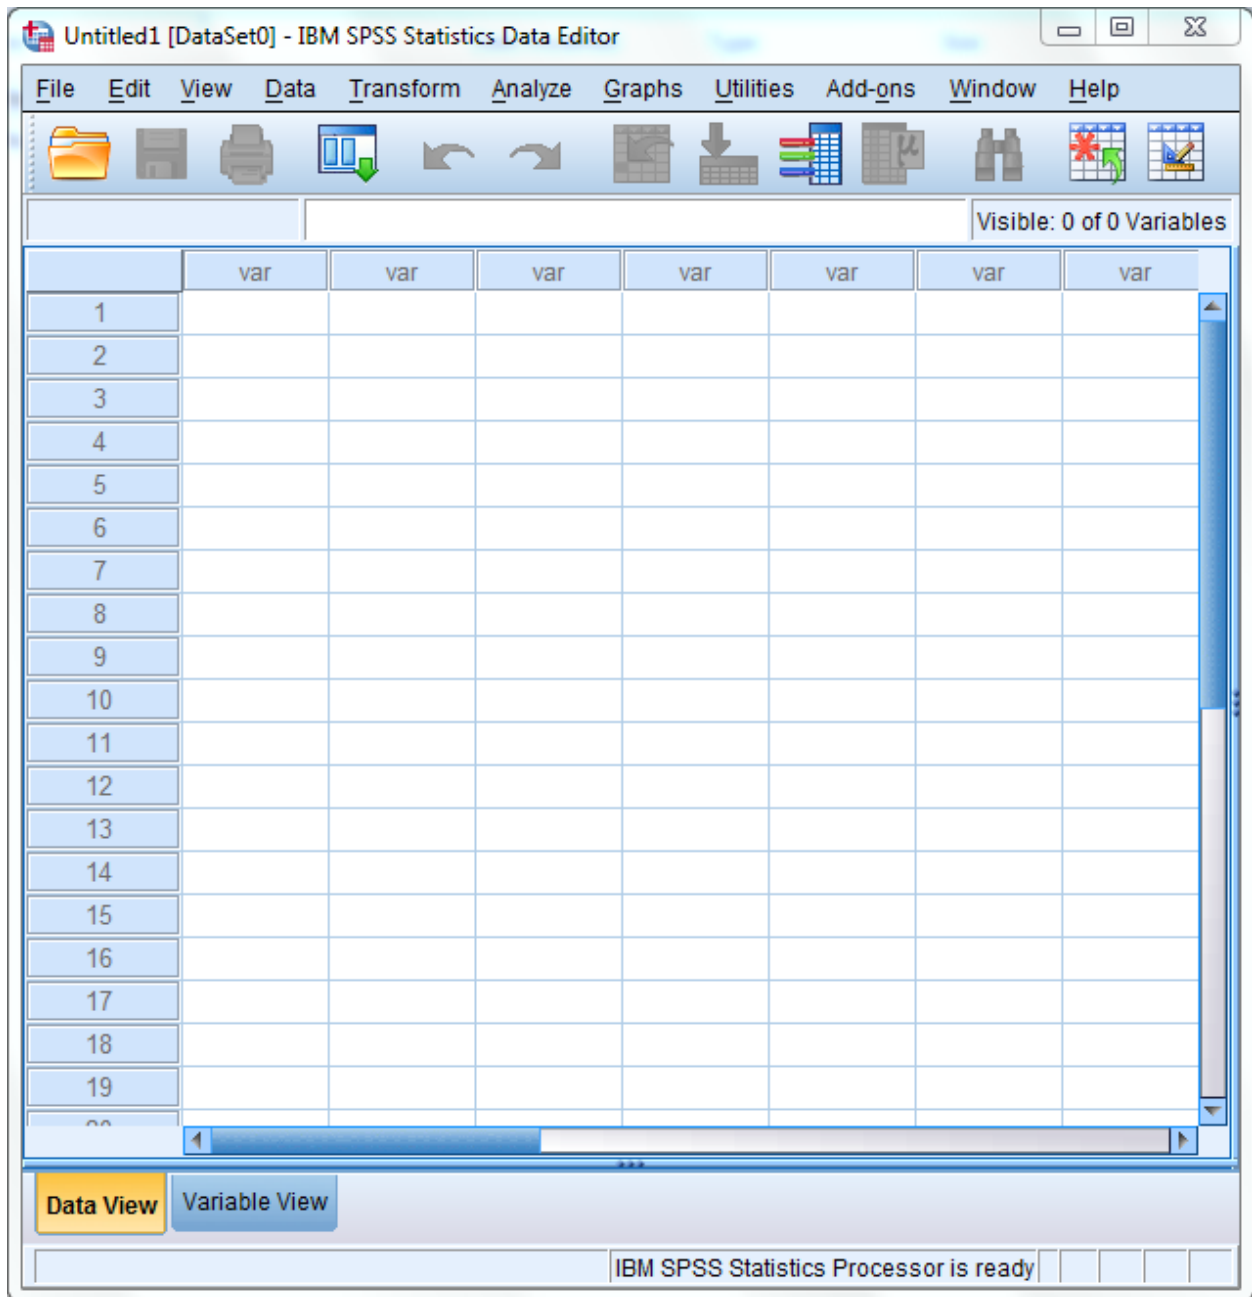 Untitled1 [DataSet0] - IBM SPSS Statistics Data Editor
File Edit View Data Transform Analyze Graphs Utilities Add-ons Window Help
μ
Visible: 0 of 0 Variables
var var var var var var var
1
2
3
4
5
6
7
8
9
10
11
12
13
14
15
16
17
18
19
Data View Variable View
IBM SPSS Statistics Processor is ready